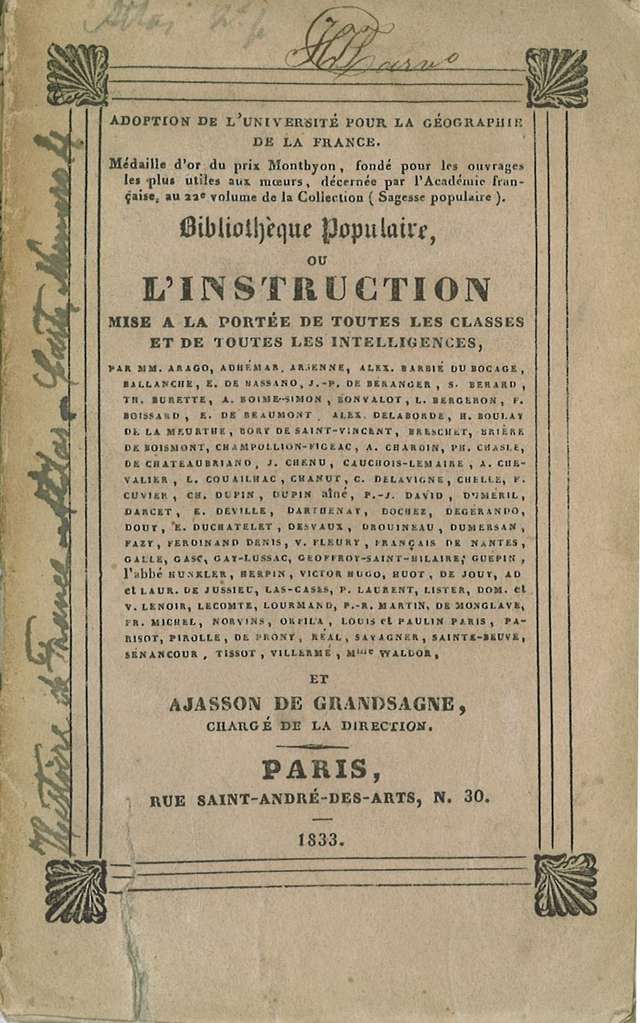 ADOPTION DE L'UNIVERSITÉ POUR LA GÉOGRAPHIE
DE LA FRANCE.
Médaille d'or du prix Monthyon, fondé pour les ouvrages
les plus utiles aux mœurs, décernée par l'Académie fran-
çaise, au 22e volume de la Collection ( Sagesse populaire ).
Bibliothèque Populaire,
OU
L'INSTRUCTION
MISE A LA PORTÉE DE TOUTES LES CLASSES
ET DE TOUTES LES INTELLIGENCES,
PAR MM. ARAGO, ADHÉMAR, ARSENNE, ALEX. BARBIÉ DU BOCAGE,
BALLANCHE, E. DE BASSANO, J.-P. DE BERANGER, S. BERARD,
TH. BURETTE, A. BOIME-SIMON, BONVALOT, L. BERGERON, F.
BOISSARD, E. DE BEAUMONT, ALEX. DELABORDE, H. BOULAY
DE LA MEURTHE, BORY DE SAINT-VINCENT, BRESCHET, BRIÈRE
DE BOISMONT, CHAMPOLLION-FIGEAC, A. CHARDIN, PH. CHASLE,
DE CHATEAUBRIAND, J. CHENU, CAUCHOIS-LEMAIRE, A. CHE-
VALIER, L. COUAILHAC, CHANUT, C. DELAVIGNE, CHELLE, F.
CUVIER, CH. DUPIN, DUPIN aîné, P.-J. DAVID, DUMÉRIL,
DARCET, E. DEVILLE, DARTHENAY, DOCHEZ, DEGÉRANDO,
DOUY, E. DUCHATELET, DESVAUX, DROUINEAU, DUMERSAN,
FAZY, FERDINAND DENIS, V. FLEURY, FRANÇAIS DE NANTES,
GALLE, GASC, GAY-LUSSAC, GEOFFROY-SAINT-HILAIRE, GUEPIN,
l'abbé HUNKLER, HERPIN, VICTOR HUGO, HUOT, DE JOUY, AD
et LAUR. DE JUSSIEU, LAS-CASES, P. LAURENT, LISTER, DOM. et
V. LENOIR, LECOMTE, LOURMAND, P.-R. MARTIN, DE MONGLAVE,
FR. MICHEL, NORVINS, ORFILA, LOUIS et PAULIN PARIS, PA-
RISOT, PIROLLE, DE PRONY, RÉAL, SAVAGNER, SAINTE-BEUVE,
SÉNANCOUR, TISSOT, VILLERMÉ, Mme WALDOR,
ET
AJASSON DE GRANDSAGNE,
CHARGÉ DE LA DIRECTION.
PARIS,
RUE SAINT-ANDRÉ-DES-ARTS, N. 30.
1833.
Histoire de France Atlas